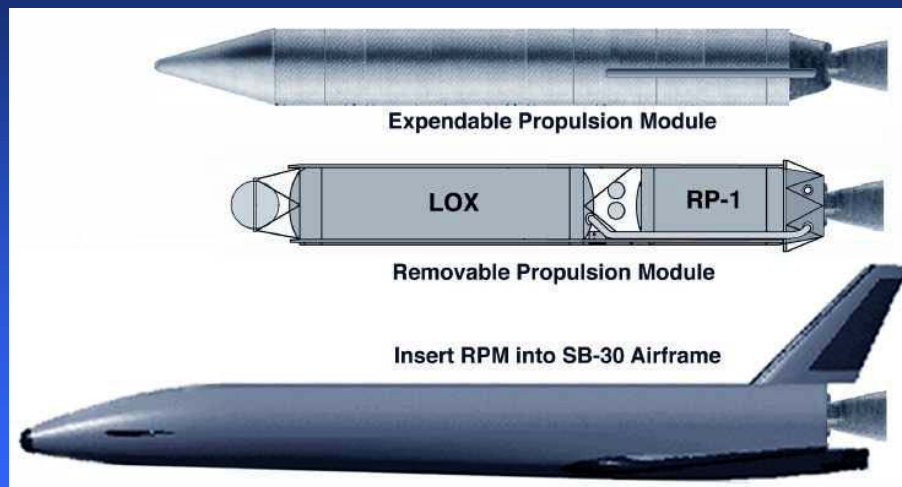 Expendable Propulsion Module
LOX
RP-1
Removable Propulsion Module
Insert RPM into SB-30 Airframe